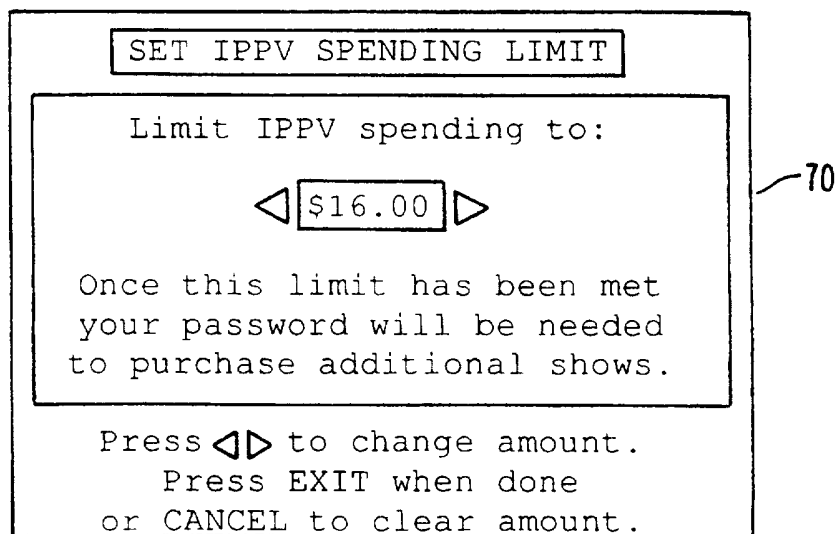 SET IPPV SPENDING LIMIT
Limit IPPV spending to:
◁ $16.00 ▷
70
Once this limit has been met
your password will be needed
to purchase additional shows.
Press ◁▷ to change amount.
Press EXIT when done
or CANCEL to clear amount.